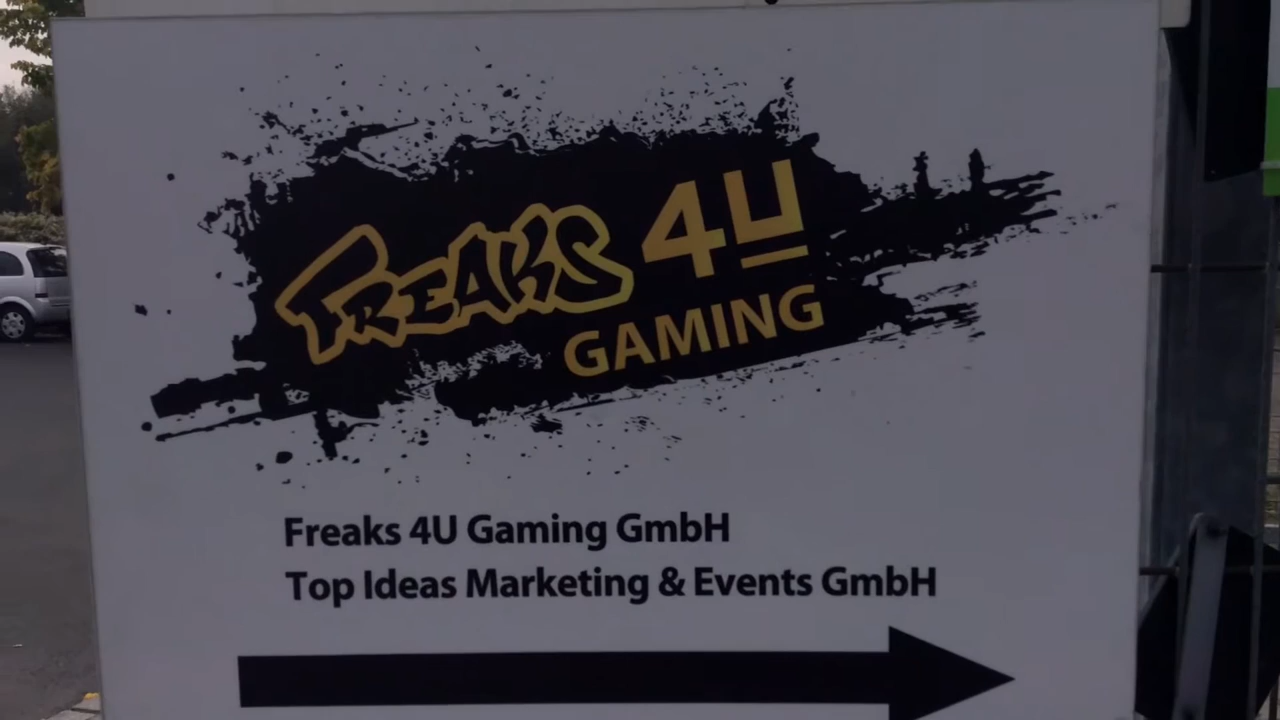 FREAKS 4U
GAMING
Freaks 4U Gaming GmbH
Top Ideas Marketing & Events GmbH